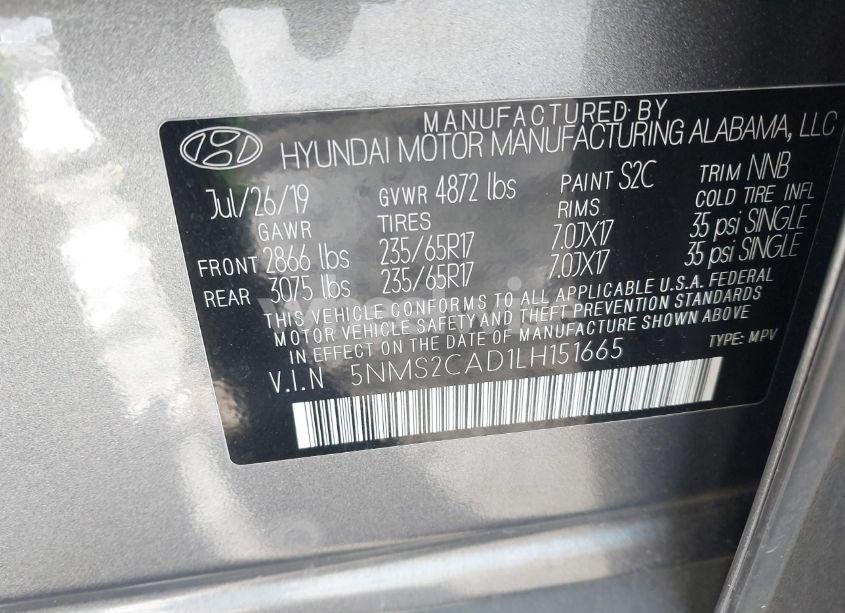 MANUFACTURED BY
HYUNDAI MOTOR MANUFACTURING ALABAMA, LLC
Jul/26/19 GVWR 4872 lbs PAINT S2C TRIM NNB
GAWR TIRES RIMS COLD TIRE INFL
FRONT 2866 lbs 235/65R17 7.0JX17 35 psi SINGLE
REAR 3075 lbs 235/65R17 7.0JX17 35 psi SINGLE
THIS VEHICLE CONFORMS TO ALL APPLICABLE U.S.A. FEDERAL
MOTOR VEHICLE SAFETY AND THEFT PREVENTION STANDARDS
IN EFFECT ON THE DATE OF MANUFACTURE SHOWN ABOVE
V.I.N 5NMS2CAD1LH151665 TYPE: MPV